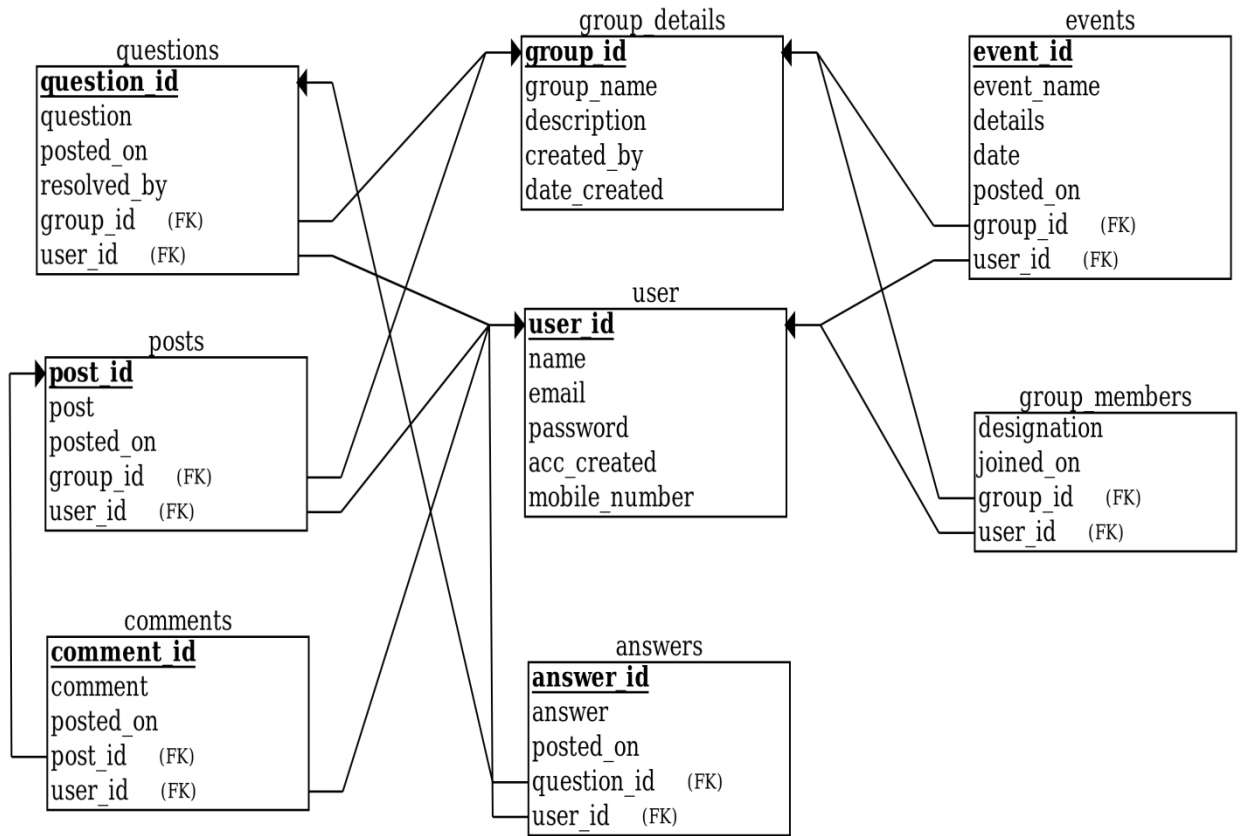 questions
question_id
question
posted_on
resolved_by
group_id (FK)
user_id (FK)
group_details
group_id
group_name
description
created_by
date_created
events
event_id
event_name
details
date
posted_on
group_id (FK)
user_id (FK)
posts
post_id
post
posted_on
group_id (FK)
user_id (FK)
user
user_id
name
email
password
acc_created
mobile_number
group_members
designation
joined_on
group_id (FK)
user_id (FK)
comments
comment_id
comment
posted_on
post_id (FK)
user_id (FK)
answers
answer_id
answer
posted_on
question_id (FK)
user_id (FK)